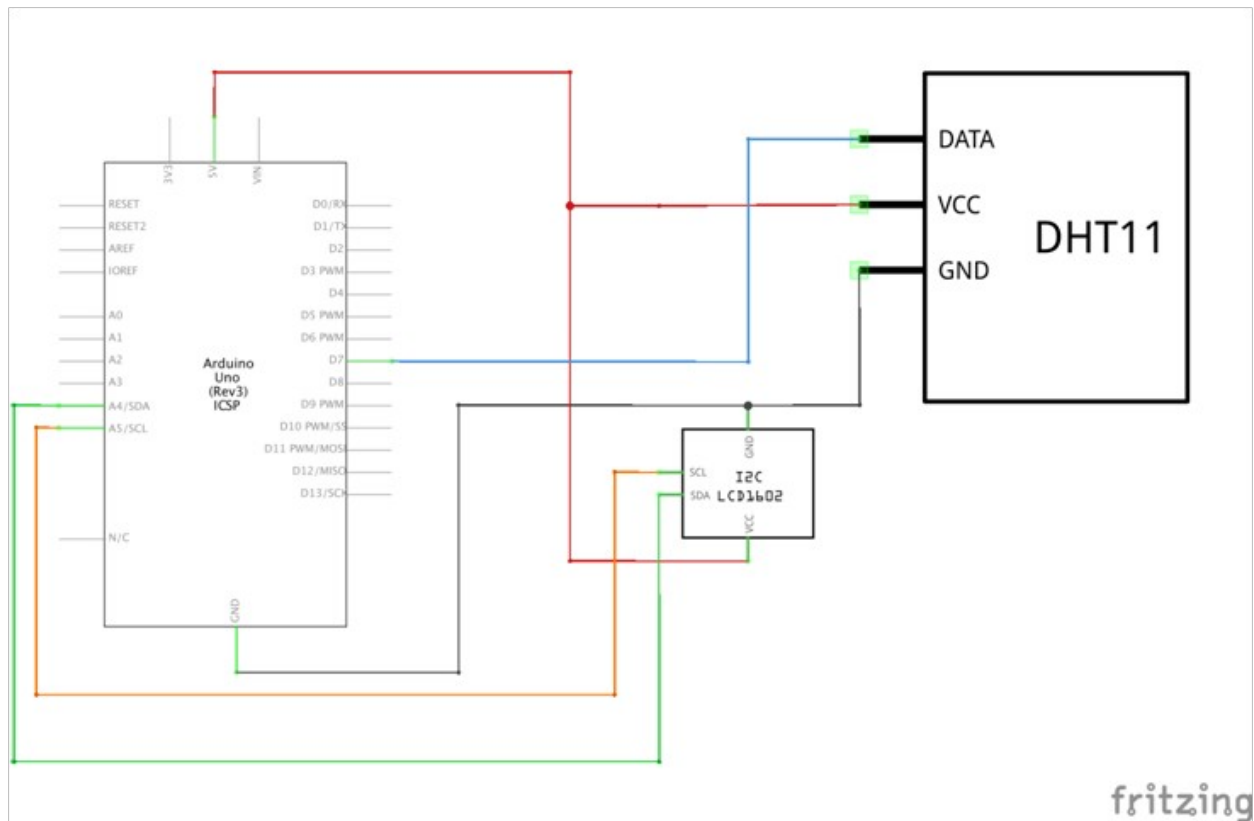 3V3
5V
VIN
RESET
RESET2
AREF
IOREF
A0
A1
A2
A3
A4/SDA
A5/SCL
N/C
D0/RX
D1/TX
D2
D3 PWM
D4
D5 PWM
D6 PWM
D7
D8
D9 PWM
D10 PWM/SS
D11 PWM/MOSI
D12/MISO
D13/SCK
Arduino
Uno
(Rev3)
ICSP
GND
DATA
VCC
GND
DHT11
GND
SCL
SDA
I2C
LCD1602
VCC
fritzing